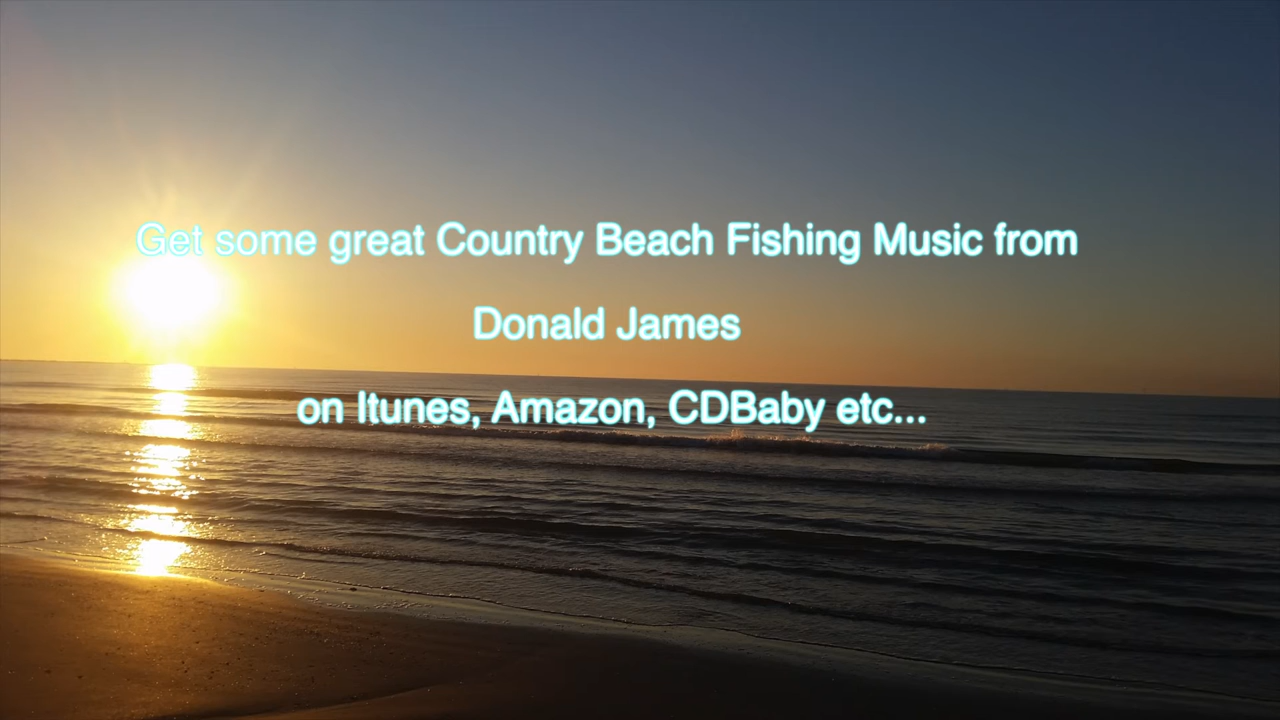 Get some great Country Beach Fishing Music from
Donald James
on Itunes, Amazon, CDBaby etc...